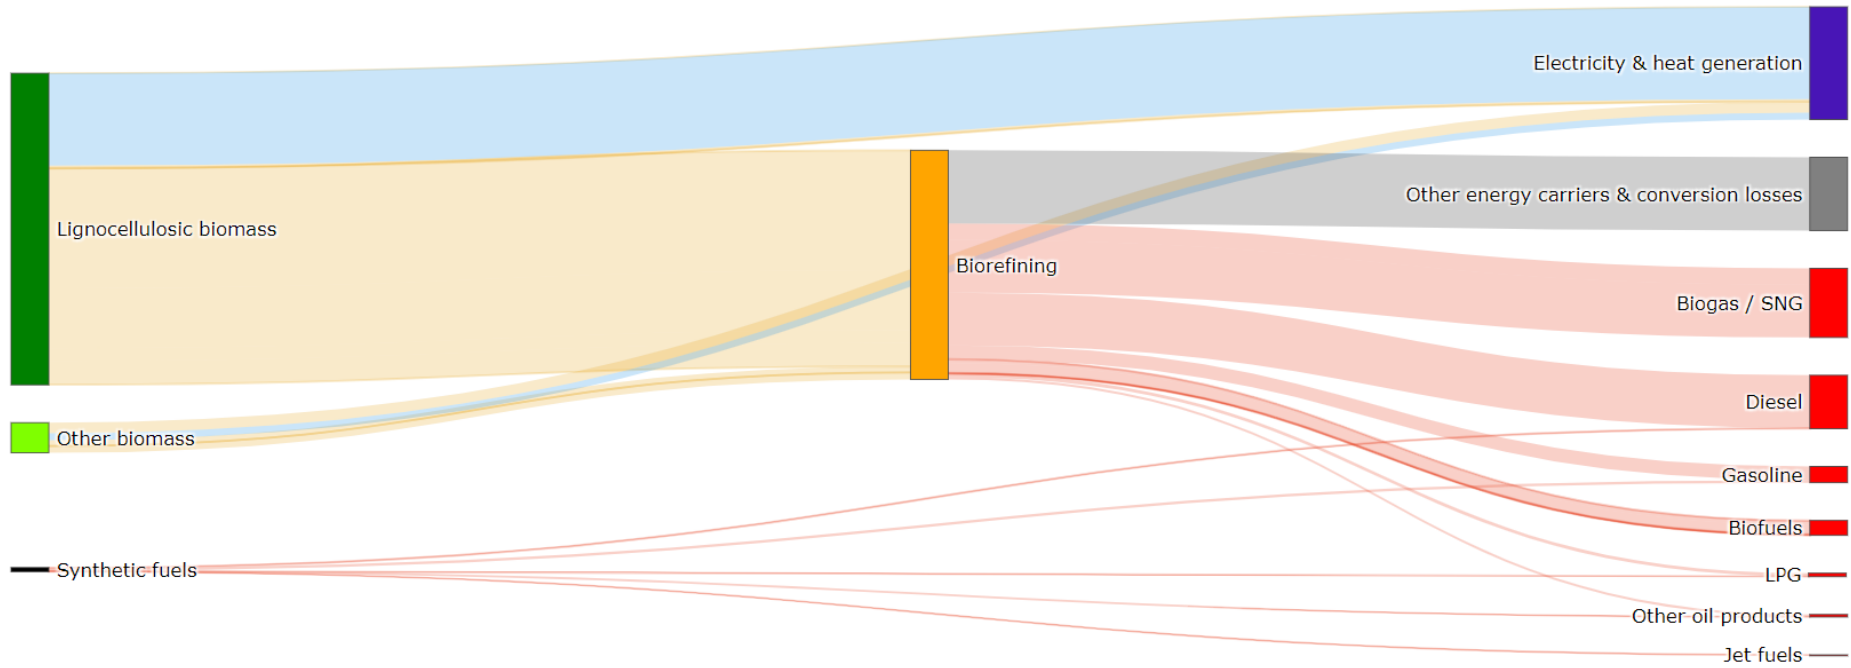 Electricity & heat generation
Other energy carriers & conversion losses
Lignocellulosic biomass
Biorefining
Biogas / SNG
Diesel
Other biomass
Gasoline
Biofuels
Synthetic fuels
LPG
Other oil products
Jet fuels